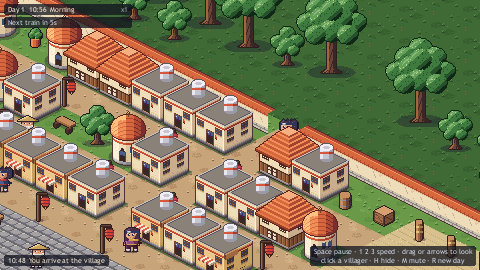 Day 1 10:56 Morning x1
Next train in 5s
Space pause · 1 2 3 speed · drag or arrows to look
click a villager · H hide · M mute · R new day
10:48 You arrive at the village